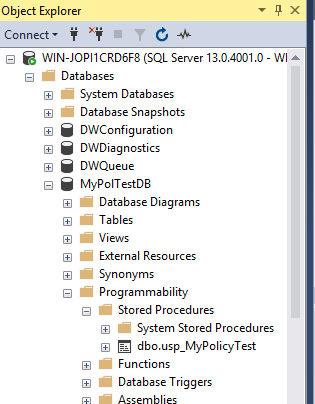 Object Explorer
Connect
WIN-JOPI1CRD6F8 (SQL Server 13.0.4001.0 - WI
Databases
System Databases
Database Snapshots
DWConfiguration
DWDiagnostics
DWQueue
MyPolTestDB
Database Diagrams
Tables
Views
External Resources
Synonyms
Programmability
Stored Procedures
System Stored Procedures
dbo.usp_MyPolicyTest
Functions
Database Triggers
Assemblies